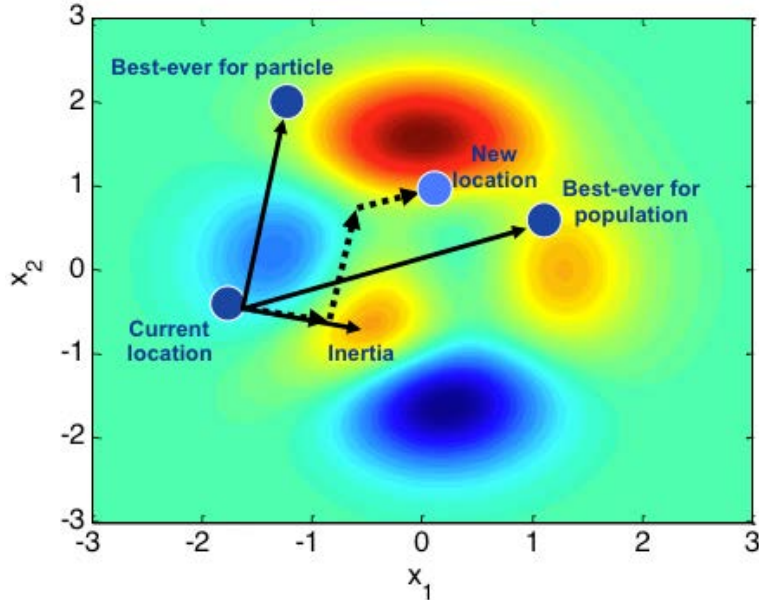 3
Best-ever for particle
2
New
location
1
Best-ever for
population
x2
0
Current
location
Inertia
-1
-2
-3
-3
-2
-1
0
1
2
3
x1